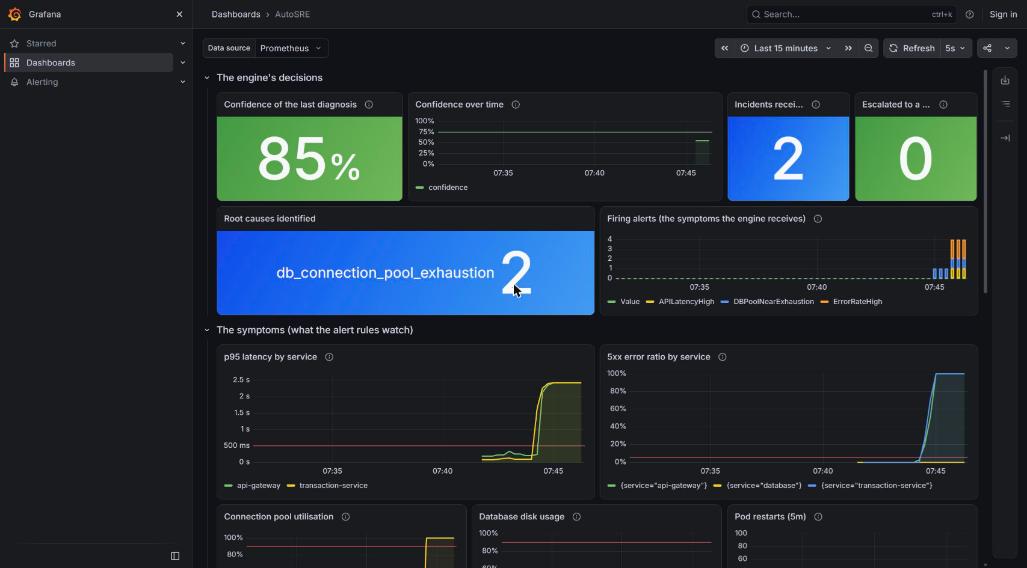 Grafana
Dashboards › AutoSRE
Search...
ctrl+k
Sign in
Starred
Dashboards
Alerting
Data source
Prometheus
Last 15 minutes
Refresh
5s
The engine's decisions
Confidence of the last diagnosis
85%
Confidence over time
100%
75%
50%
25%
0%
07:35
07:40
07:45
confidence
Incidents recei...
2
Escalated to a ...
0
Root causes identified
db_connection_pool_exhaustion 2
Firing alerts (the symptoms the engine receives)
4
3
2
1
0
07:35
07:40
07:45
Value
APILatencyHigh
DBPoolNearExhaustion
ErrorRateHigh
The symptoms (what the alert rules watch)
p95 latency by service
2.5 s
2 s
1.5 s
1 s
500 ms
0 s
07:35
07:40
07:45
api-gateway
transaction-service
5xx error ratio by service
100%
80%
60%
40%
20%
0%
07:35
07:40
07:45
{service="api-gateway"}
{service="database"}
{service="transaction-service"}
Connection pool utilisation
100%
80%
Database disk usage
100%
80%
Pod restarts (5m)
100
80
60